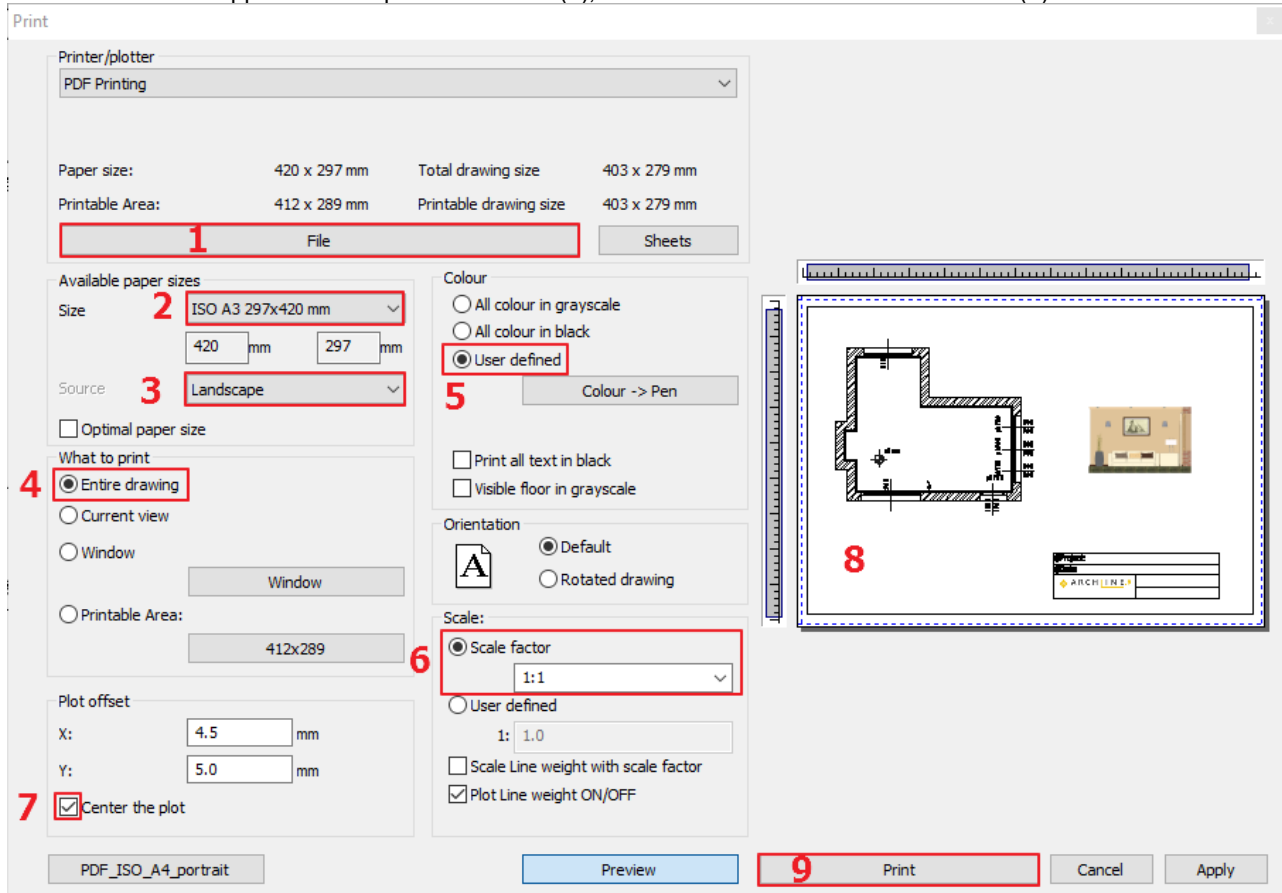 Print
Printer/plotter
PDF Printing
Paper size: 420 x 297 mm Total drawing size 403 x 279 mm
Printable Area: 412 x 289 mm Printable drawing size 403 x 279 mm
1 File Sheets
Available paper sizes
Size 2 ISO A3 297x420 mm
420 mm 297 mm
Source 3 Landscape
Optimal paper size
What to print
4 Entire drawing
Current view
Window
Window
Printable Area:
412x289
Plot offset
X: 4.5 mm
Y: 5.0 mm
7 Center the plot
Colour
All colour in grayscale
All colour in black
User defined
5 Colour -> Pen
Print all text in black
Visible floor in grayscale
Orientation
A Default
Rotated drawing
Scale:
6 Scale factor
1:1
User defined
1: 1.0
Scale Line weight with scale factor
Plot Line weight ON/OFF
8
ARCHLINE
PDF_ISO_A4_portrait Preview 9 Print Cancel Apply